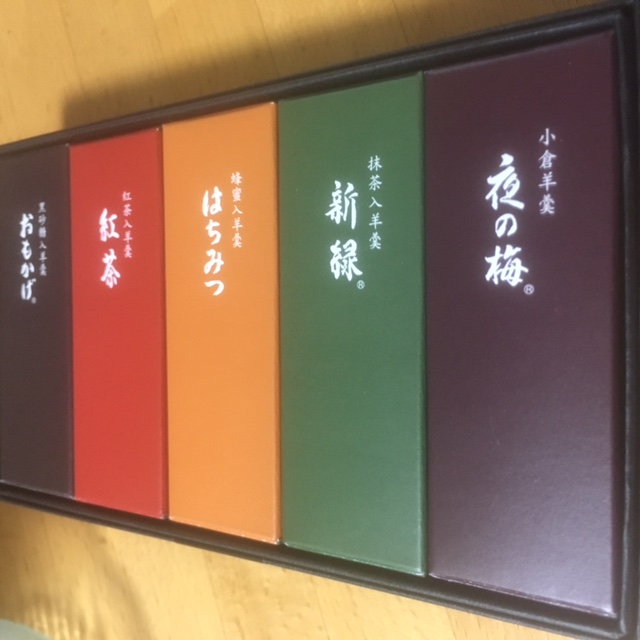 小倉羊羹
夜の梅®
抹茶入羊羹
新緑®
蜂蜜入羊羹
はちみつ
紅茶入羊羹
紅茶
黒砂糖入羊羹
おもかげ®